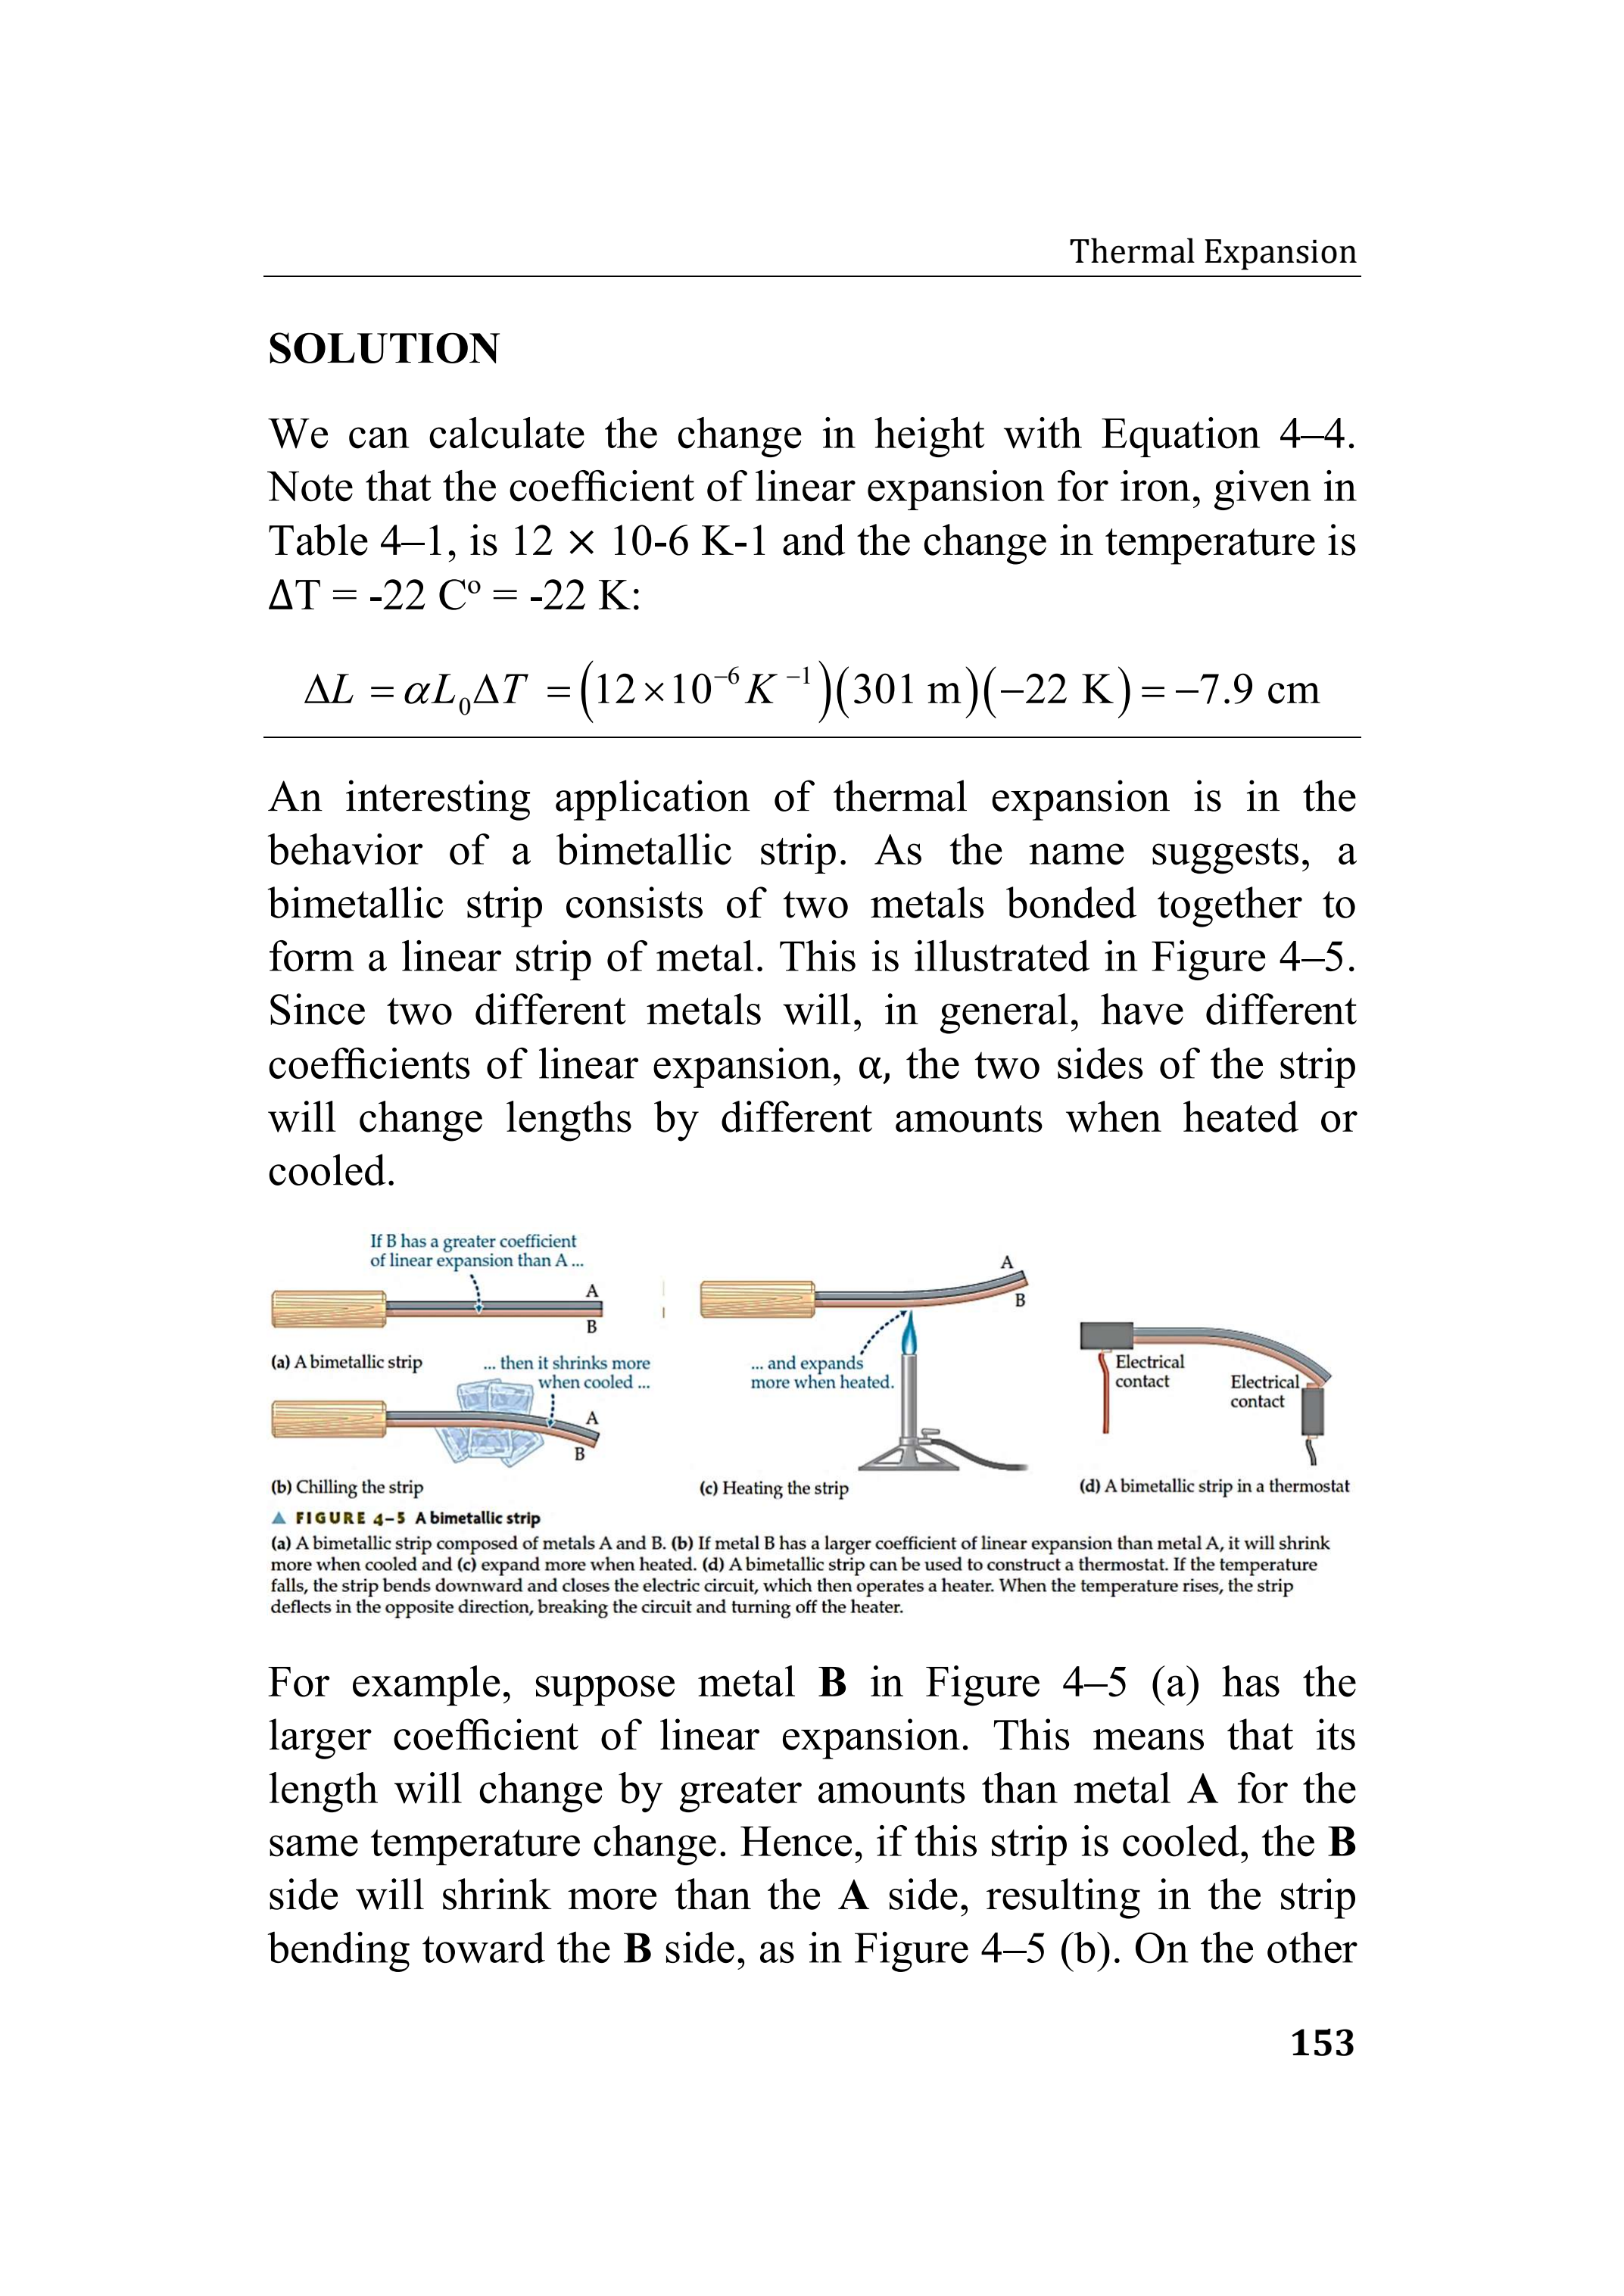 Thermal Expansion
SOLUTION
We can calculate the change in height with Equation 4–4.
Note that the coefficient of linear expansion for iron, given in
Table 4–1, is 12 × 10-6 K-1 and the change in temperature is
ΔT = -22 Cº = -22 K:
ΔL = αL₀ΔT = (12×10⁻⁶ K⁻¹)(301 m)(−22 K) = −7.9 cm
An interesting application of thermal expansion is in the
behavior of a bimetallic strip. As the name suggests, a
bimetallic strip consists of two metals bonded together to
form a linear strip of metal. This is illustrated in Figure 4–5.
Since two different metals will, in general, have different
coefficients of linear expansion, α, the two sides of the strip
will change lengths by different amounts when heated or
cooled.
If B has a greater coefficient
of linear expansion than A ...
A
B
(a) A bimetallic strip
... then it shrinks more
when cooled ...
A
B
(b) Chilling the strip
A
B
... and expands
more when heated.
(c) Heating the strip
Electrical
contact
Electrical
contact
(d) A bimetallic strip in a thermostat
▲ FIGURE 4–5 A bimetallic strip
(a) A bimetallic strip composed of metals A and B. (b) If metal B has a larger coefficient of linear expansion than metal A, it will shrink
more when cooled and (c) expand more when heated. (d) A bimetallic strip can be used to construct a thermostat. If the temperature
falls, the strip bends downward and closes the electric circuit, which then operates a heater. When the temperature rises, the strip
deflects in the opposite direction, breaking the circuit and turning off the heater.
For example, suppose metal B in Figure 4–5 (a) has the
larger coefficient of linear expansion. This means that its
length will change by greater amounts than metal A for the
same temperature change. Hence, if this strip is cooled, the B
side will shrink more than the A side, resulting in the strip
bending toward the B side, as in Figure 4–5 (b). On the other
153